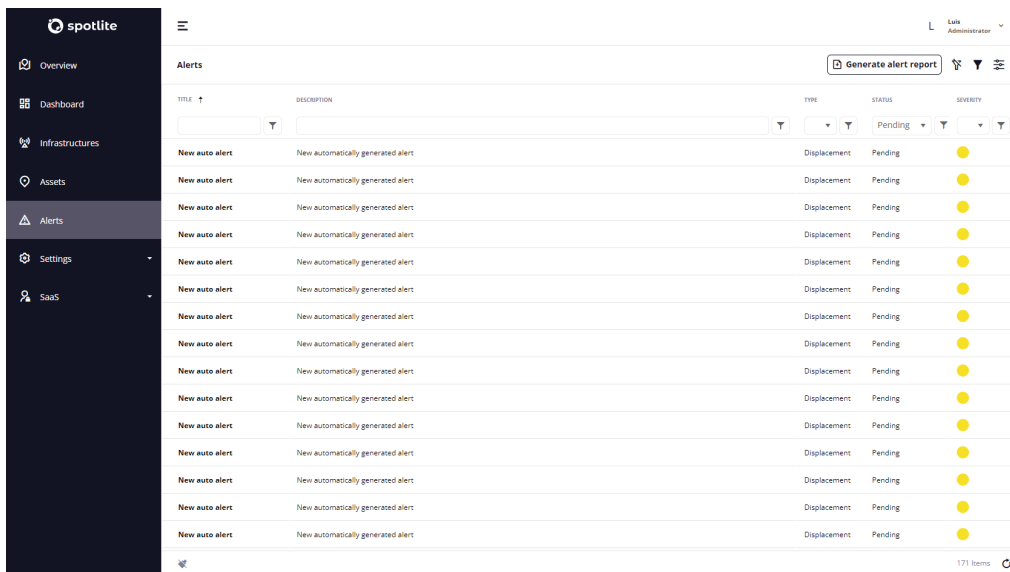 spotlite
L Luis
Administrator
Overview
Alerts
Generate alert report
Dashboard
TITLE DESCRIPTION TYPE STATUS SEVERITY
Pending
Infrastructures
New auto alert New automatically generated alert Displacement Pending
Assets
New auto alert New automatically generated alert Displacement Pending
New auto alert New automatically generated alert Displacement Pending
Alerts
New auto alert New automatically generated alert Displacement Pending
Settings
New auto alert New automatically generated alert Displacement Pending
SaaS
New auto alert New automatically generated alert Displacement Pending
New auto alert New automatically generated alert Displacement Pending
New auto alert New automatically generated alert Displacement Pending
New auto alert New automatically generated alert Displacement Pending
New auto alert New automatically generated alert Displacement Pending
New auto alert New automatically generated alert Displacement Pending
New auto alert New automatically generated alert Displacement Pending
New auto alert New automatically generated alert Displacement Pending
New auto alert New automatically generated alert Displacement Pending
New auto alert New automatically generated alert Displacement Pending
171 Items